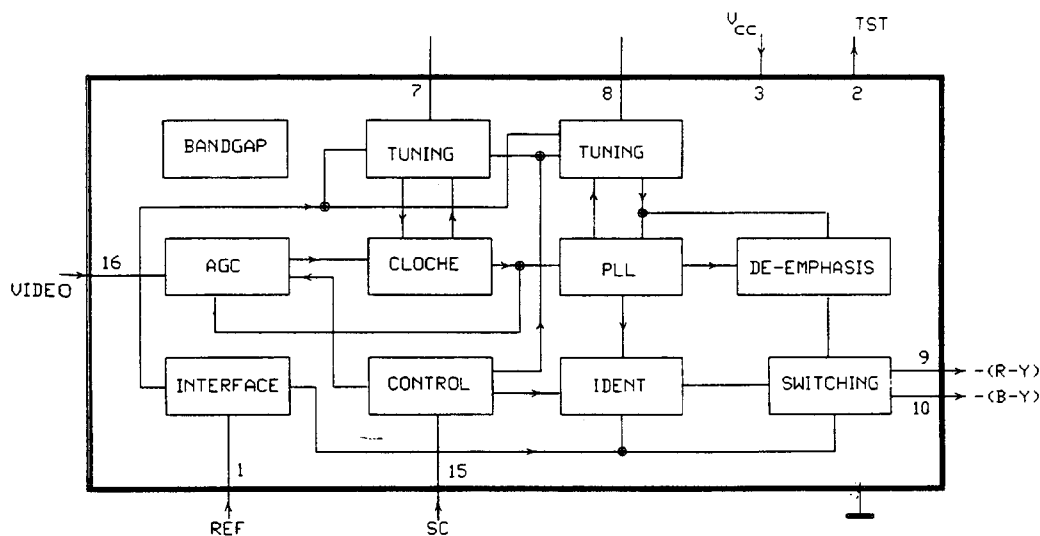 VCC
TST
7
8
3
2
BANDGAP
TUNING
TUNING
16
VIDEO
AGC
CLOCHE
PLL
DE-EMPHASIS
INTERFACE
CONTROL
IDENT
SWITCHING
9
-(R-Y)
10
-(B-Y)
1
15
REF
SC